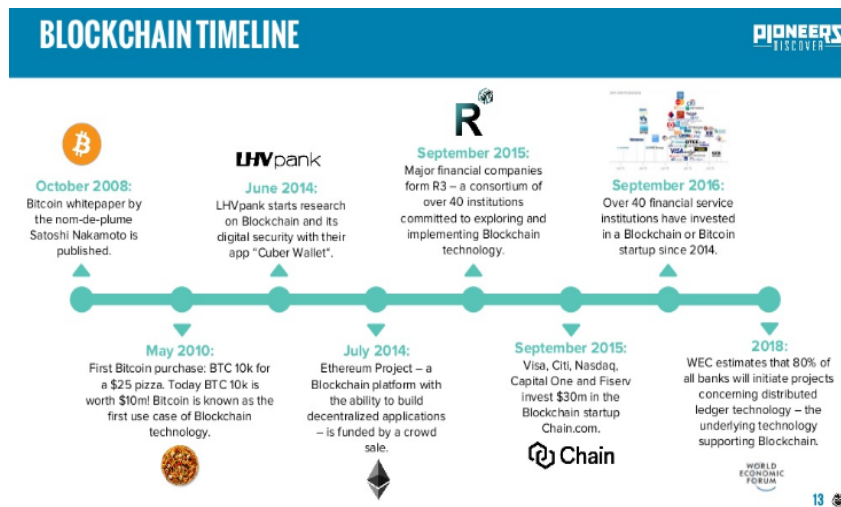 BLOCKCHAIN TIMELINE
PIONEERS
DISCOVER
LHVpank
R
October 2008:
Bitcoin whitepaper by
the nom-de-plume
Satoshi Nakamoto is
published.
June 2014:
LHVpank starts research
on Blockchain and its
digital security with their
app “Cuber Wallet“.
September 2015:
Major financial companies
form R3 – a consortium of
over 40 institutions
committed to exploring and
implementing Blockchain
technology.
September 2016:
Over 40 financial service
institutions have invested
in a Blockchain or Bitcoin
startup since 2014.
May 2010:
First Bitcoin purchase: BTC 10k for
a $25 pizza. Today BTC 10k is
worth $10m! Bitcoin is known as the
first use case of Blockchain
technology.
July 2014:
Ethereum Project – a
Blockchain platform with
the ability to build
decentralized applications
– is funded by a crowd
sale.
September 2015:
Visa, Citi, Nasdaq,
Capital One and Fiserv
invest $30m in the
Blockchain startup
Chain.com.
Chain
2018:
WEC estimates that 80% of
all banks will initiate projects
concerning distributed
ledger technology – the
underlying technology
supporting Blockchain.
WORLD
ECONOMIC
FORUM
13